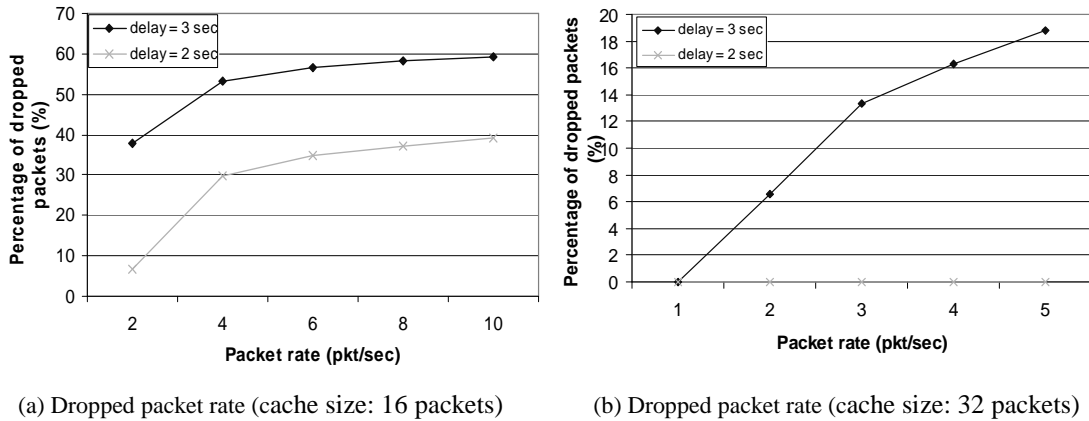 70
60
50
40
30
20
10
0
delay = 3 sec
delay = 2 sec
Percentage of dropped
packets (%)
2 4 6 8 10
Packet rate (pkt/sec)
(a) Dropped packet rate (cache size: 16 packets)
20
18
16
14
12
10
8
6
4
2
0
delay = 3 sec
delay = 2 sec
Percentage of dropped packets
(%)
1 2 3 4 5
Packet rate (pkt/sec)
(b) Dropped packet rate (cache size: 32 packets)